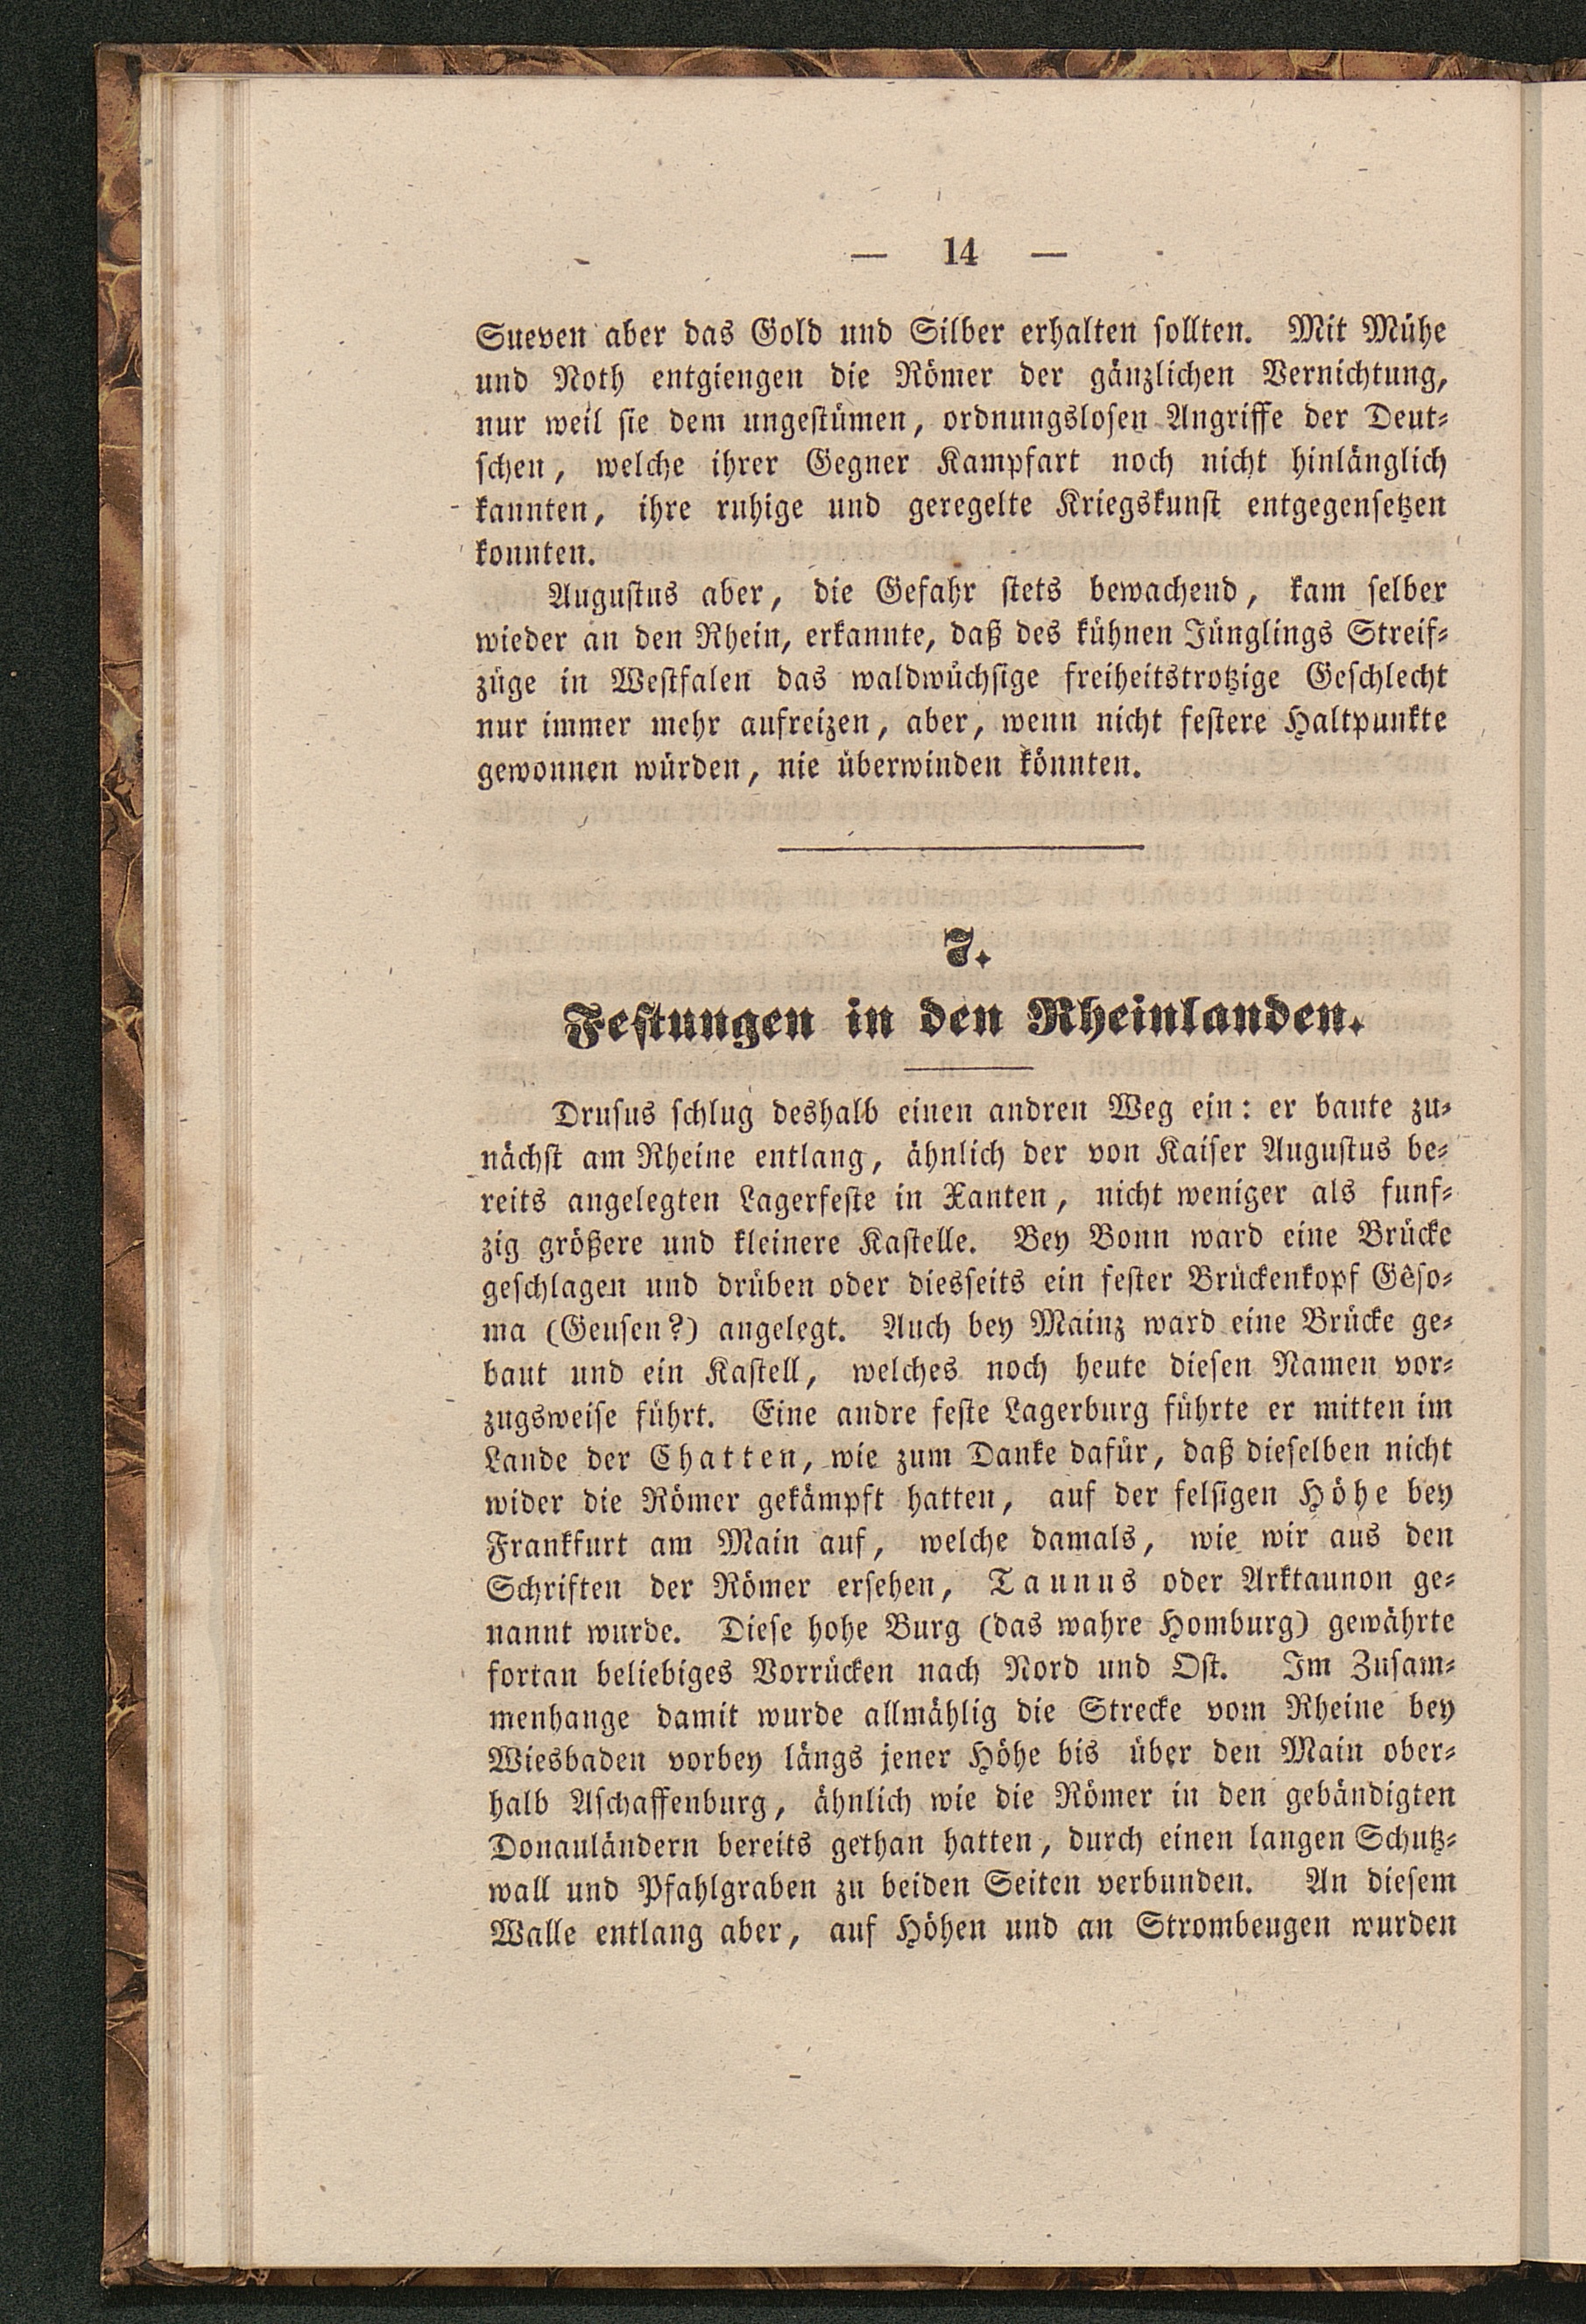 — 14 —
Sueven aber das Gold und Silber erhalten sollten. Mit Mühe
und Noth entgiengen die Römer der gänzlichen Vernichtung,
nur weil sie dem ungestümen, ordnungslosen Angriffe der Deut-
schen, welche ihrer Gegner Kampfart noch nicht hinlänglich
kannten, ihre ruhige und geregelte Kriegskunst entgegensetzen
konnten.
Augustus aber, die Gefahr stets bewachend, kam selber
wieder an den Rhein, erkannte, daß des kühnen Jünglings Streif-
züge in Westfalen das waldwüchsige freiheitstrotzige Geschlecht
nur immer mehr aufreizen, aber, wenn nicht festere Haltpunkte
gewonnen würden, nie überwinden könnten.
7.
Festungen in den Rheinlanden.
Drusus schlug deshalb einen andren Weg ein: er baute zu-
nächst am Rheine entlang, ähnlich der von Kaiser Augustus be-
reits angelegten Lagerfeste in Xanten, nicht weniger als funf-
zig größere und kleinere Kastelle. Bey Bonn ward eine Brücke
geschlagen und drüben oder diesseits ein fester Brückenkopf Gêso-
ma (Geusen?) angelegt. Auch bey Mainz ward eine Brücke ge-
baut und ein Kastell, welches noch heute diesen Namen vor-
zugsweise führt. Eine andre feste Lagerburg führte er mitten im
Lande der Chatten, wie zum Danke dafür, daß dieselben nicht
wider die Römer gekämpft hatten, auf der felsigen Höhe bey
Frankfurt am Main auf, welche damals, wie wir aus den
Schriften der Römer ersehen, Taunus oder Arktaunon ge-
nannt wurde. Diese hohe Burg (das wahre Homburg) gewährte
fortan beliebiges Vorrücken nach Nord und Ost. Im Zusam-
menhange damit wurde allmählig die Strecke vom Rheine bey
Wiesbaden vorbey längs jener Höhe bis über den Main ober-
halb Aschaffenburg, ähnlich wie die Römer in den gebändigten
Donauländern bereits gethan hatten, durch einen langen Schutz-
wall und Pfahlgraben zu beiden Seiten verbunden. An diesem
Walle entlang aber, auf Höhen und an Strombeugen wurden